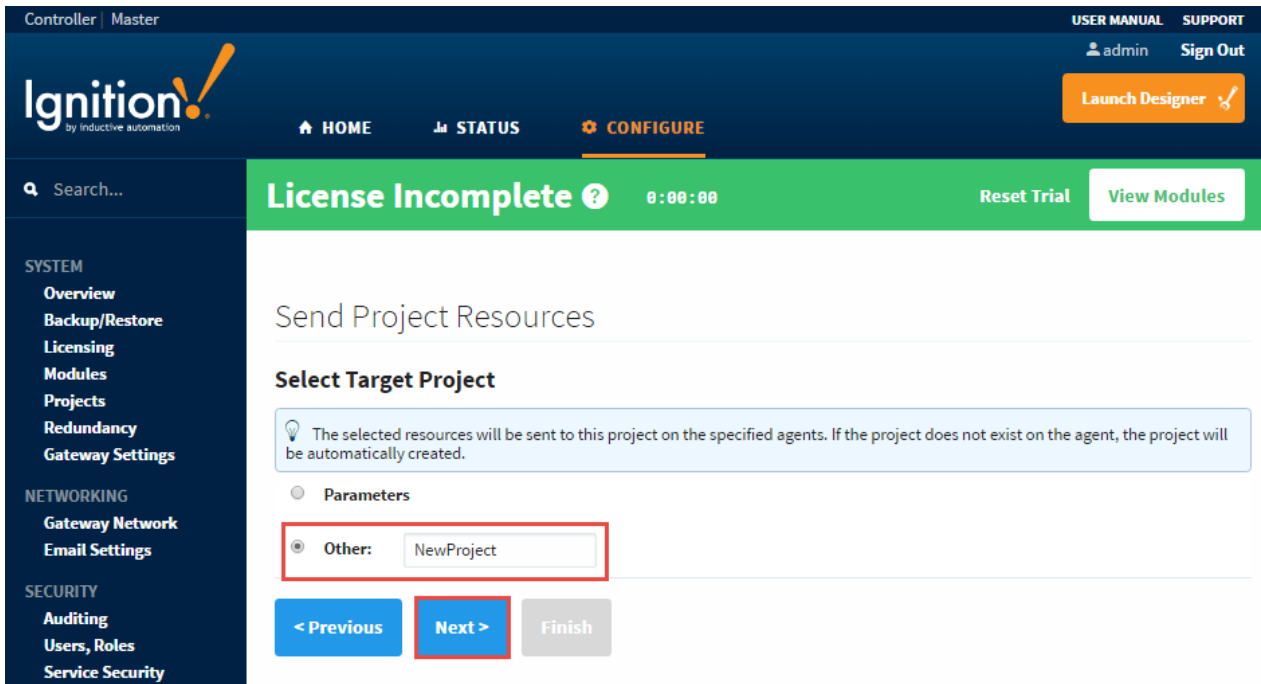 Controller | Master
USER MANUAL SUPPORT
admin Sign Out
Ignition!
by inductive automation
Launch Designer
HOME STATUS CONFIGURE
Search...
License Incomplete ? 0:00:00 Reset Trial View Modules
SYSTEM
Overview
Backup/Restore
Licensing
Modules
Projects
Redundancy
Gateway Settings
NETWORKING
Gateway Network
Email Settings
SECURITY
Auditing
Users, Roles
Service Security
Send Project Resources
Select Target Project
The selected resources will be sent to this project on the specified agents. If the project does not exist on the agent, the project will
be automatically created.
Parameters
Other: NewProject
< Previous Next > Finish